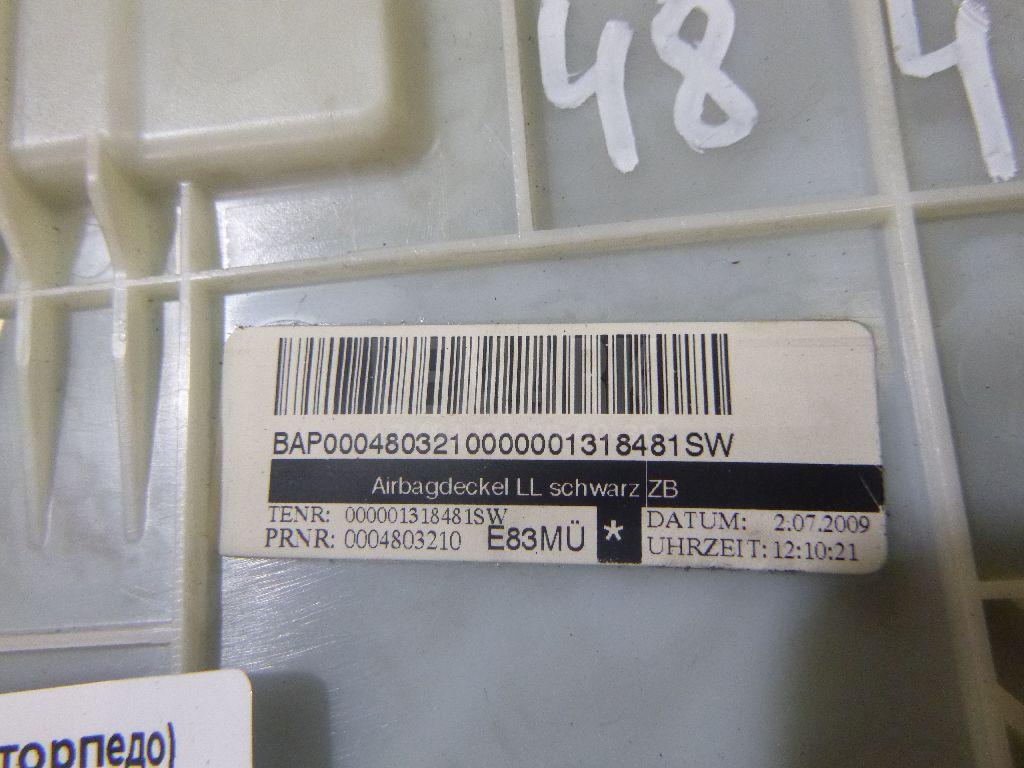 48 4
BAP0004803210000001318481SW
Airbagdeckel LL schwarz ZB
TENR: 000001318481SW
PRNR: 0004803210 E83MÜ *
DATUM: 2.07.2009
UHRZEIT: 12:10:21
торпедо)